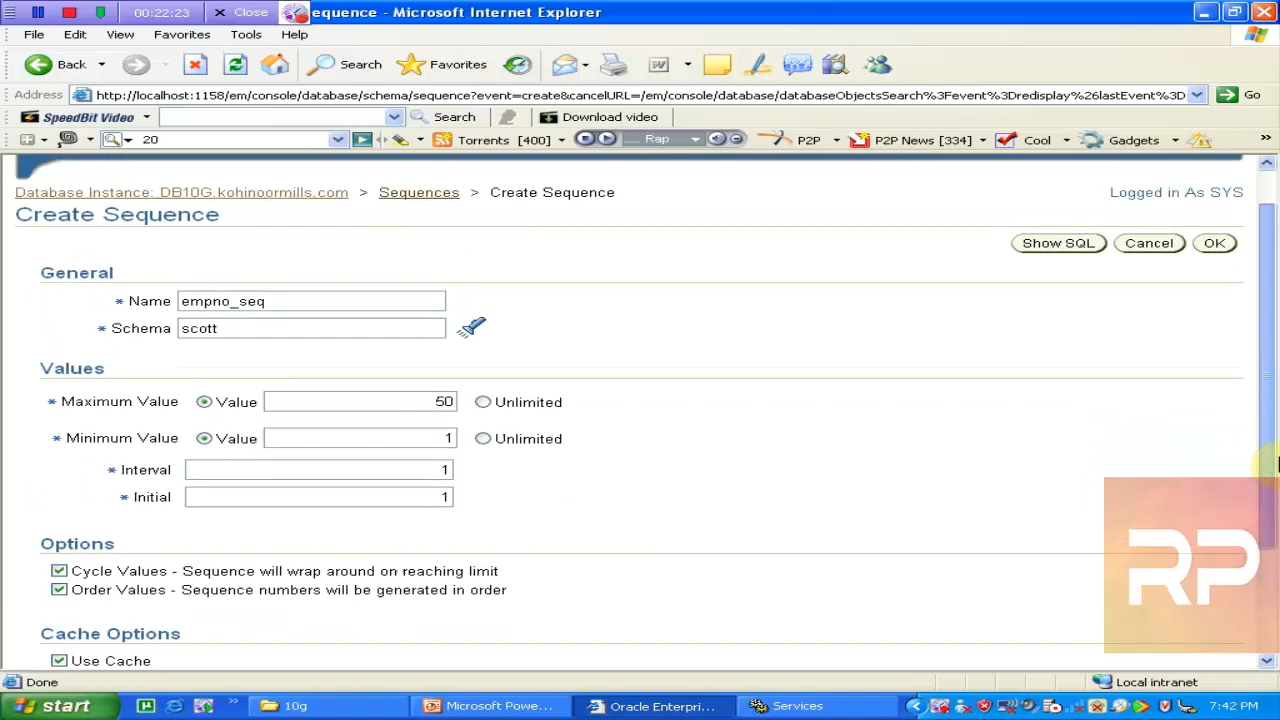 00:22:23 Close equence - Microsoft Internet Explorer
File Edit View Favorites Tools Help
Back Search Favorites
Address http://localhost:1158/em/console/database/schema/sequence?event=create&cancelURL=/em/console/database/databaseObjectsSearch%3Fevent%3Dredisplay%26lastEvent%3D Go
SpeedBit Video Search Download video
20 Torrents [400] Rap P2P P2P News [334] Cool Gadgets »
Database Instance: DB10G.kohinoormills.com > Sequences > Create Sequence Logged in As SYS
Create Sequence
Show SQL Cancel OK
General
* Name empno_seq
* Schema scott
Values
* Maximum Value Value 50 Unlimited
* Minimum Value Value 1 Unlimited
* Interval 1
* Initial 1
Options
Cycle Values - Sequence will wrap around on reaching limit
Order Values - Sequence numbers will be generated in order
RP
Cache Options
Use Cache
Done Local intranet
start » 10g Microsoft Powe... Oracle Enterpri... Services 7:42 PM